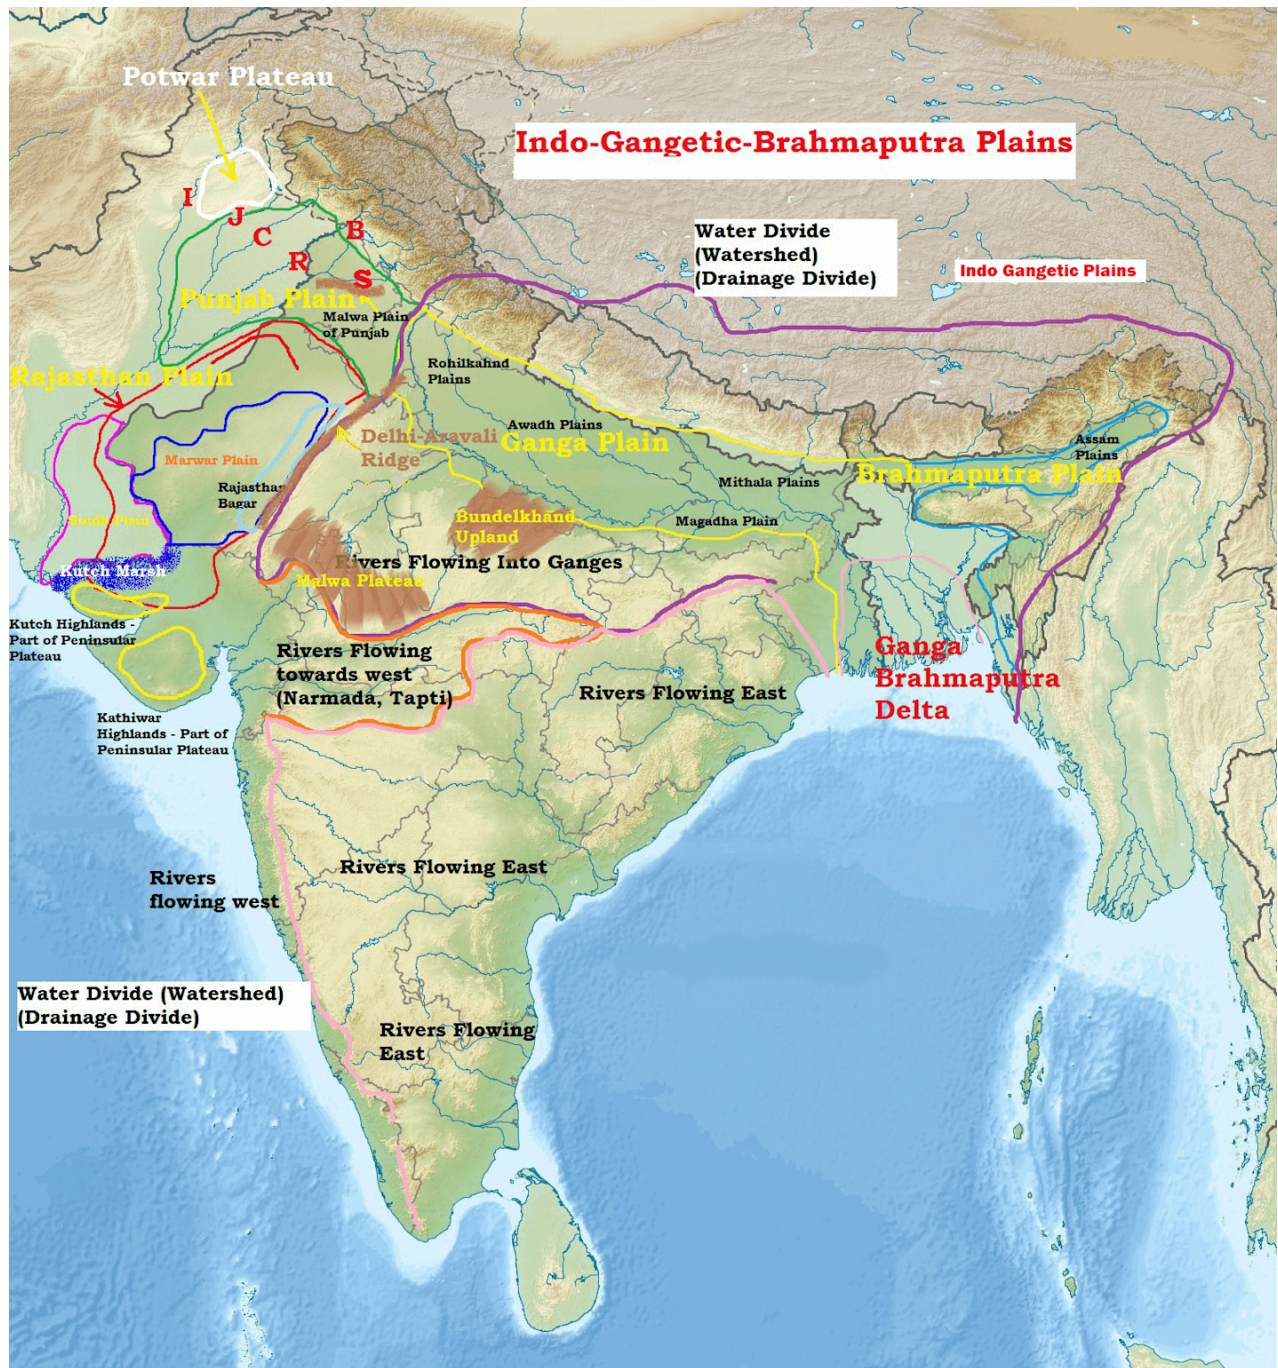 Potwar Plateau
Indo-Gangetic-Brahmaputra Plains
I
J
C
B
R
S
Water Divide
(Watershed)
(Drainage Divide)
Indo Gangetic Plains
Punjab Plain
Malwa Plain
of Punjab
Rajasthan Plain
Rohilkahnd
Plains
Awadh Plains
Ganga Plain
Delhi-Aravali
Ridge
Assam
Plains
Brahmaputra Plain
Marwar Plain
Rajasthan
Bagar
Mithala Plains
Sindh Plain
Bundelkhand
Upland
Magadha Plain
Kutch Marsh
Rivers Flowing Into Ganges
Malwa Plateau
Kutch Highlands -
Part of Peninsular
Plateau
Rivers Flowing
towards west
(Narmada, Tapti)
Rivers Flowing East
Ganga
Brahmaputra
Delta
Kathiwar
Highlands - Part of
Peninsular Plateau
Rivers Flowing East
Rivers
flowing west
Water Divide (Watershed)
(Drainage Divide)
Rivers Flowing
East